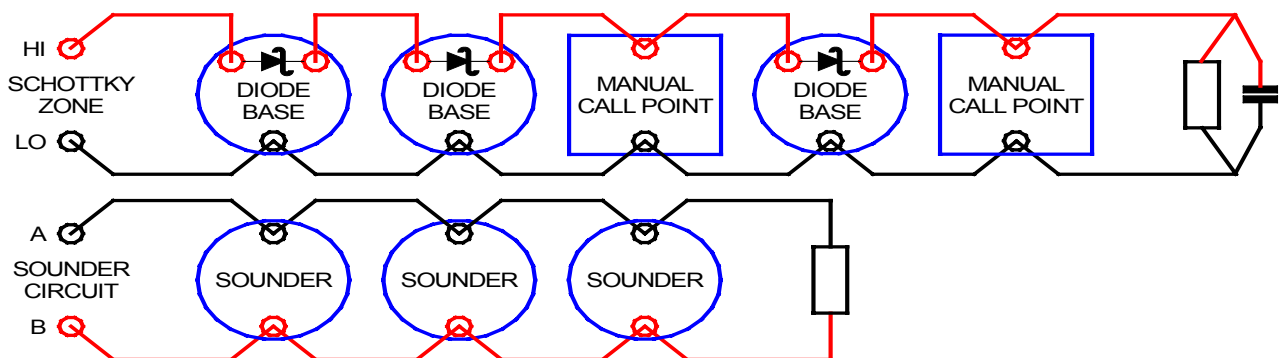 HI
SCHOTTKY
ZONE
LO
DIODE
BASE
DIODE
BASE
MANUAL
CALL POINT
DIODE
BASE
MANUAL
CALL POINT
A
SOUNDER
CIRCUIT
B
SOUNDER
SOUNDER
SOUNDER